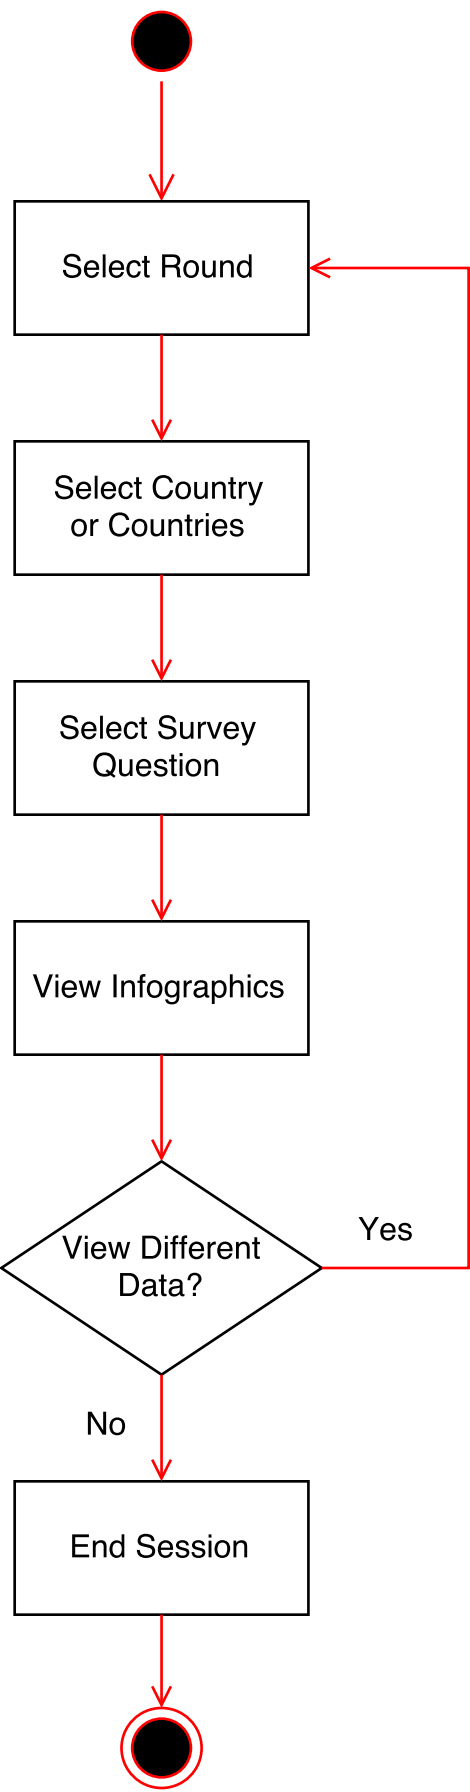 Select Round
Select Country
or Countries
Select Survey
Question
View Infographics
View Different
Data?
Yes
No
End Session